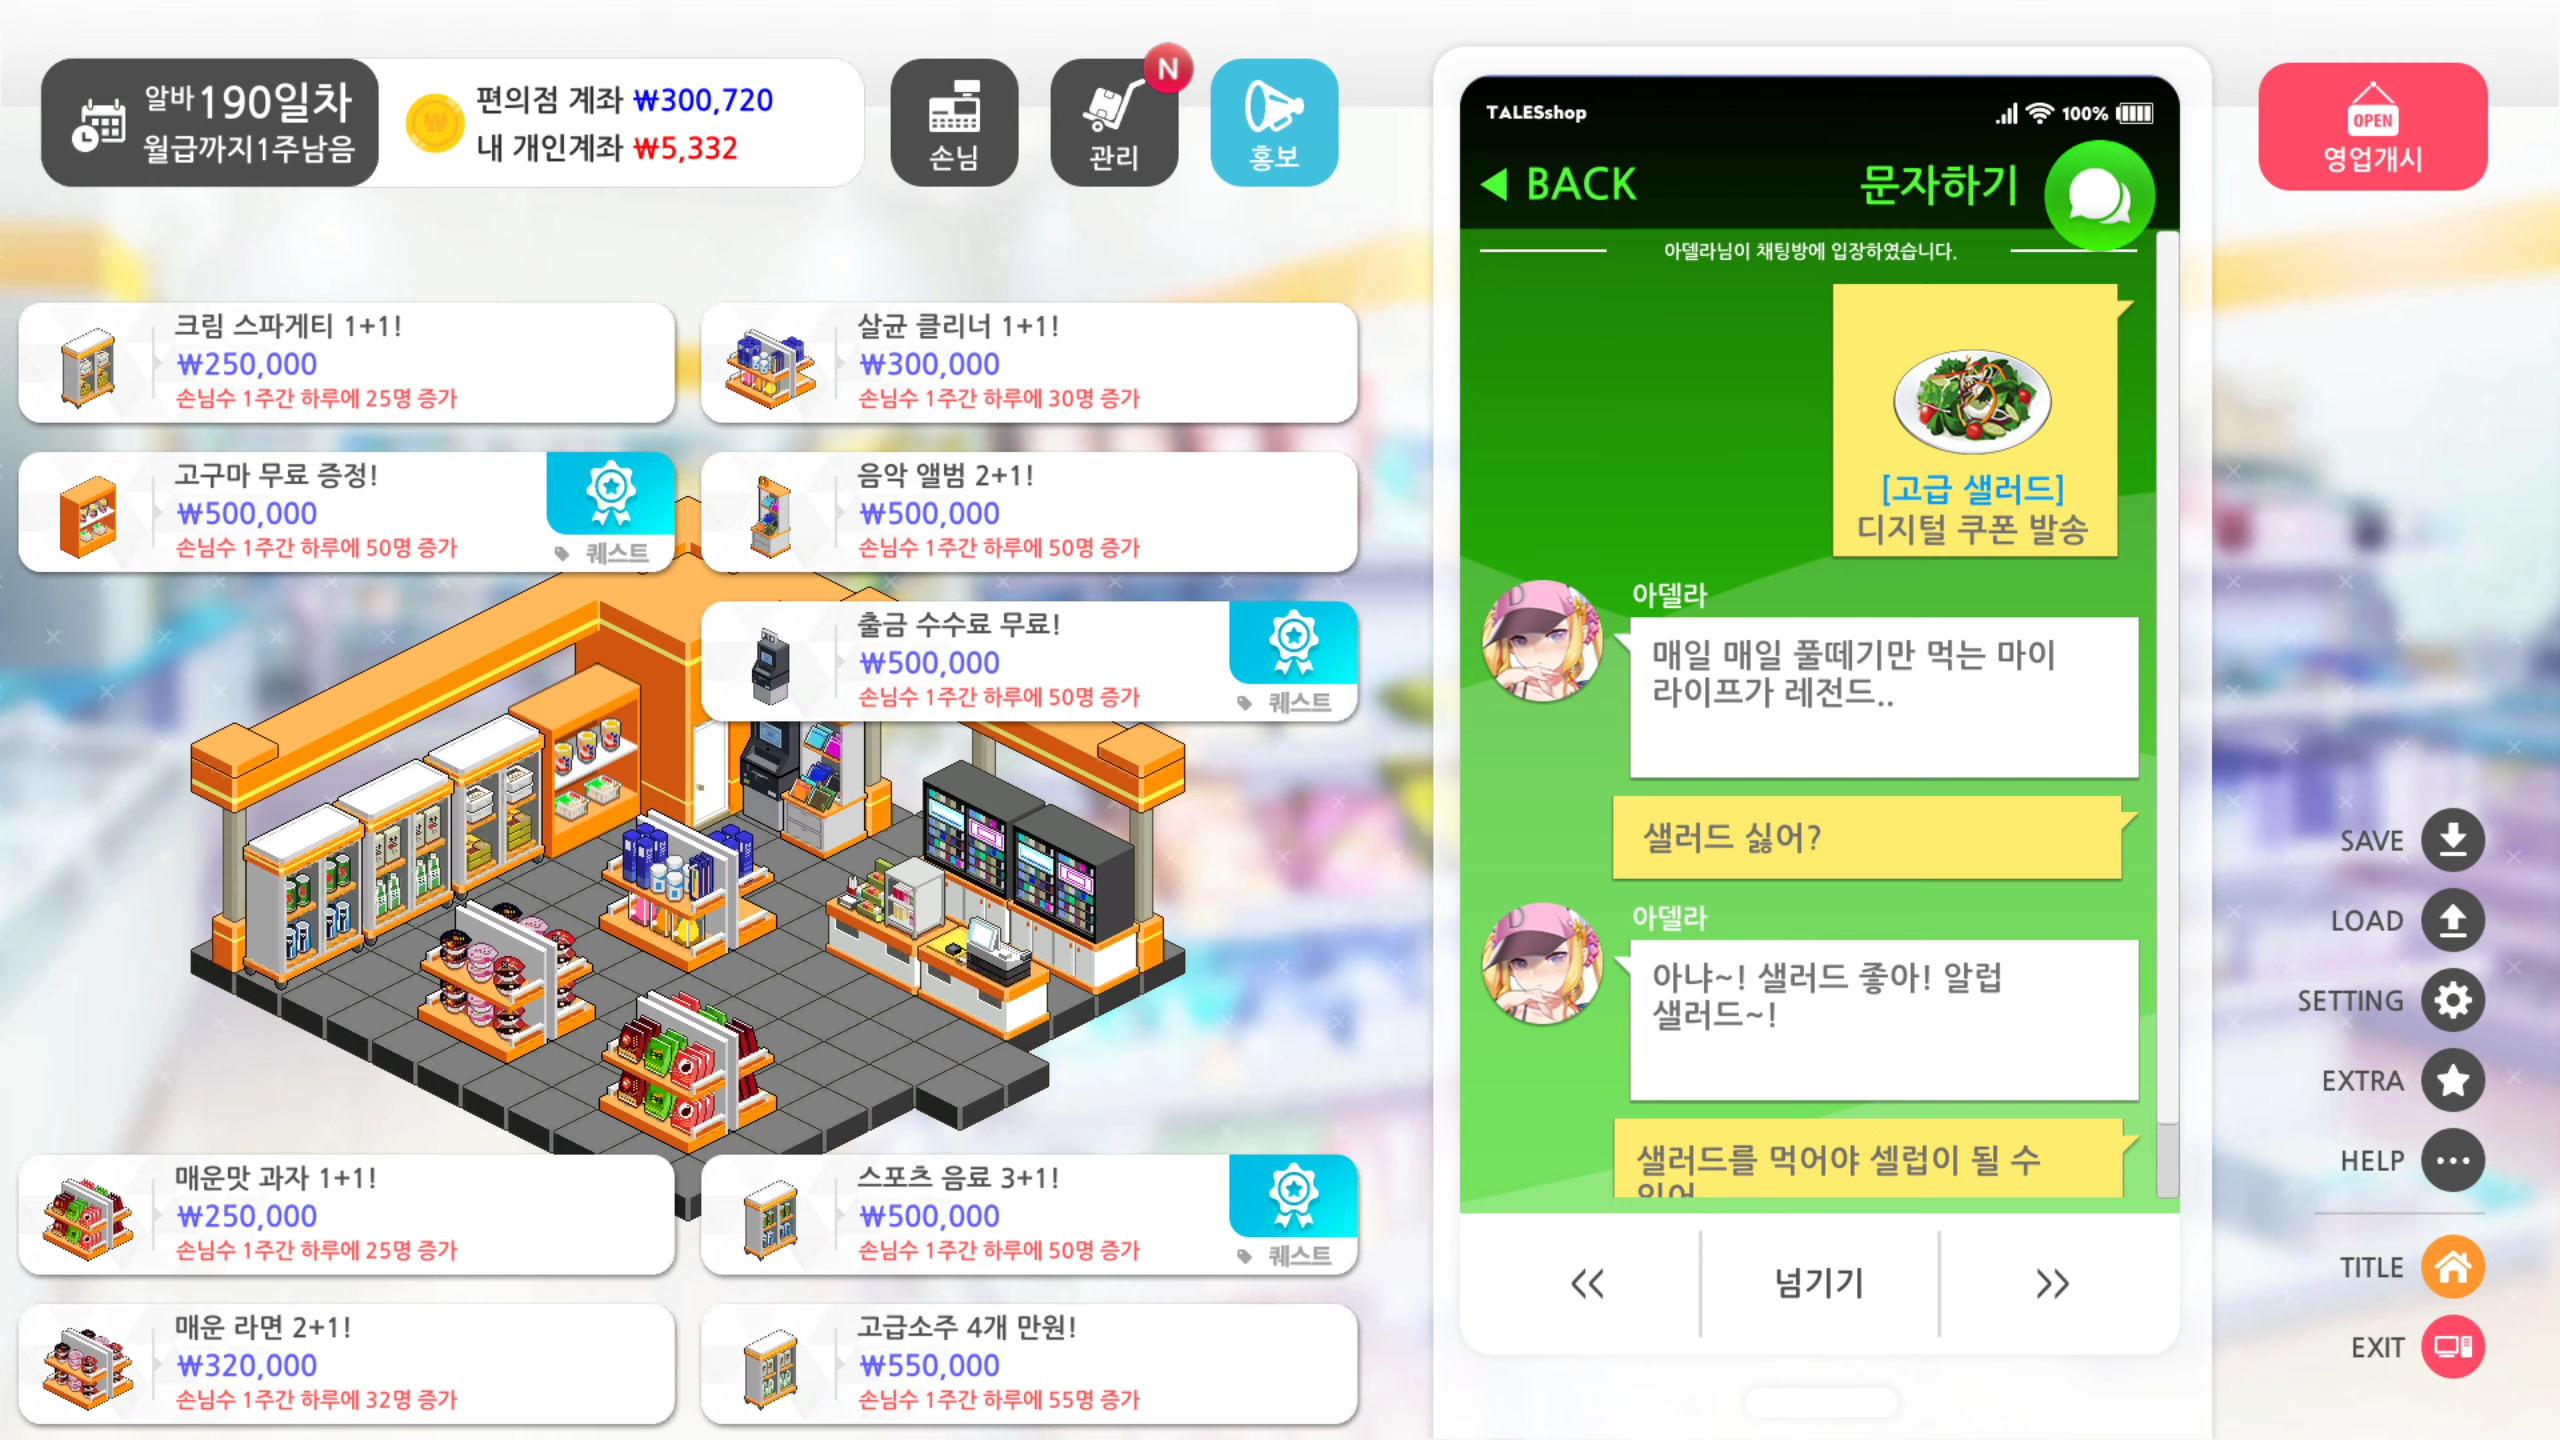 알바 190일차
월급까지1주남음
편의점 계좌 ₩300,720
내 개인계좌 ₩5,332
손님
관리
N
홍보
크림 스파게티 1+1!
₩250,000
손님수 1주간 하루에 25명 증가
살균 클리너 1+1!
₩300,000
손님수 1주간 하루에 30명 증가
고구마 무료 증정!
₩500,000
손님수 1주간 하루에 50명 증가
퀘스트
음악 앨범 2+1!
₩500,000
손님수 1주간 하루에 50명 증가
출금 수수료 무료!
₩500,000
손님수 1주간 하루에 50명 증가
퀘스트
매운맛 과자 1+1!
₩250,000
손님수 1주간 하루에 25명 증가
스포츠 음료 3+1!
₩500,000
손님수 1주간 하루에 50명 증가
퀘스트
매운 라면 2+1!
₩320,000
손님수 1주간 하루에 32명 증가
고급소주 4개 만원!
₩550,000
손님수 1주간 하루에 55명 증가
TALESshop
100%
BACK
문자하기
아델라님이 채팅방에 입장하였습니다.
[고급 샐러드]
디지털 쿠폰 발송
아델라
매일 매일 풀떼기만 먹는 마이
라이프가 레전드..
샐러드 싫어?
아델라
아냐~! 샐러드 좋아! 알럽
샐러드~!
샐러드를 먹어야 셀럽이 될 수
있어
<<
넘기기
>>
OPEN
영업개시
SAVE
LOAD
SETTING
EXTRA
HELP
TITLE
EXIT